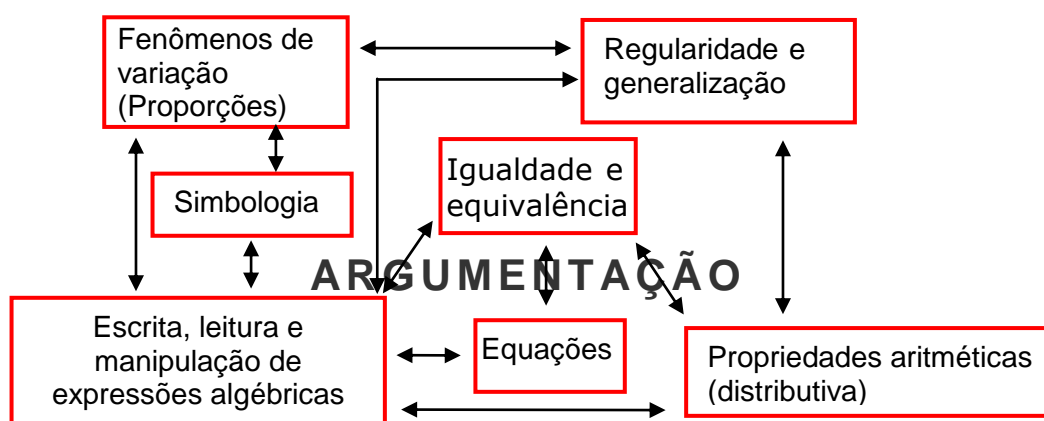 Fenômenos de
variação
(Proporções)
Regularidade e
generalização
Simbologia
Igualdade e
equivalência
ARGUMENTAÇÃO
Escrita, leitura e
manipulação de
expressões algébricas
Equações
Propriedades aritméticas
(distributiva)